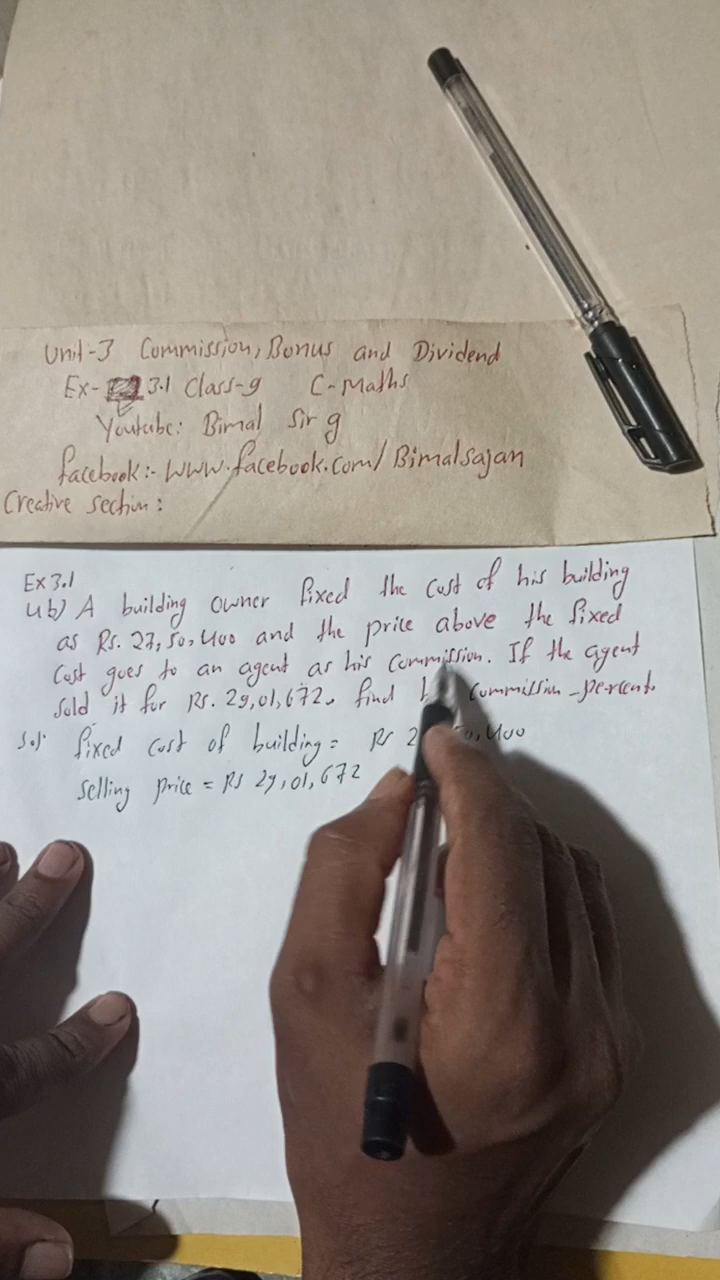 Unit-3 Commission, Bonus and Dividend
Ex- 3.1 Class-9 C-Maths
Youtube: Bimal Sir g
facebook:- www.facebook.com/Bimalsajan
Creative section:
Ex 3.1
4b) A building owner fixed the cost of his building
as Rs. 27,50,400 and the price above the fixed
Cost goes to an agent as his commission. If the agent
sold it for Rs. 29,01,672. find commission-percent.
Sol fixed cost of building = Rs 2 400
Selling price = Rs 29,01,672